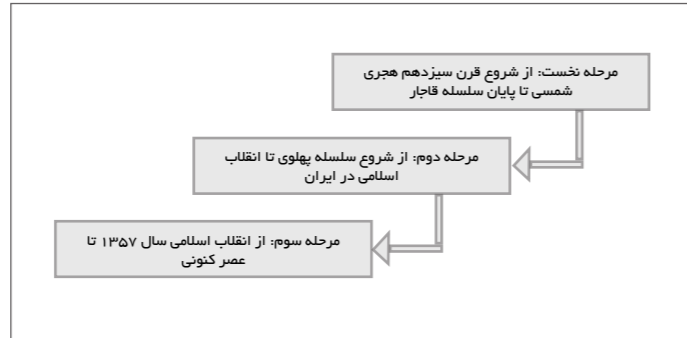 مرحله نخست: از شروع قرن سیزدهم هجری
شمسی تا پایان سلسله قاجار
مرحله دوم: از شروع سلسله پهلوی تا انقلاب
اسلامی در ایران
مرحله سوم: از انقلاب اسلامی سال ۱۳۵۷ تا
عصر کنونی